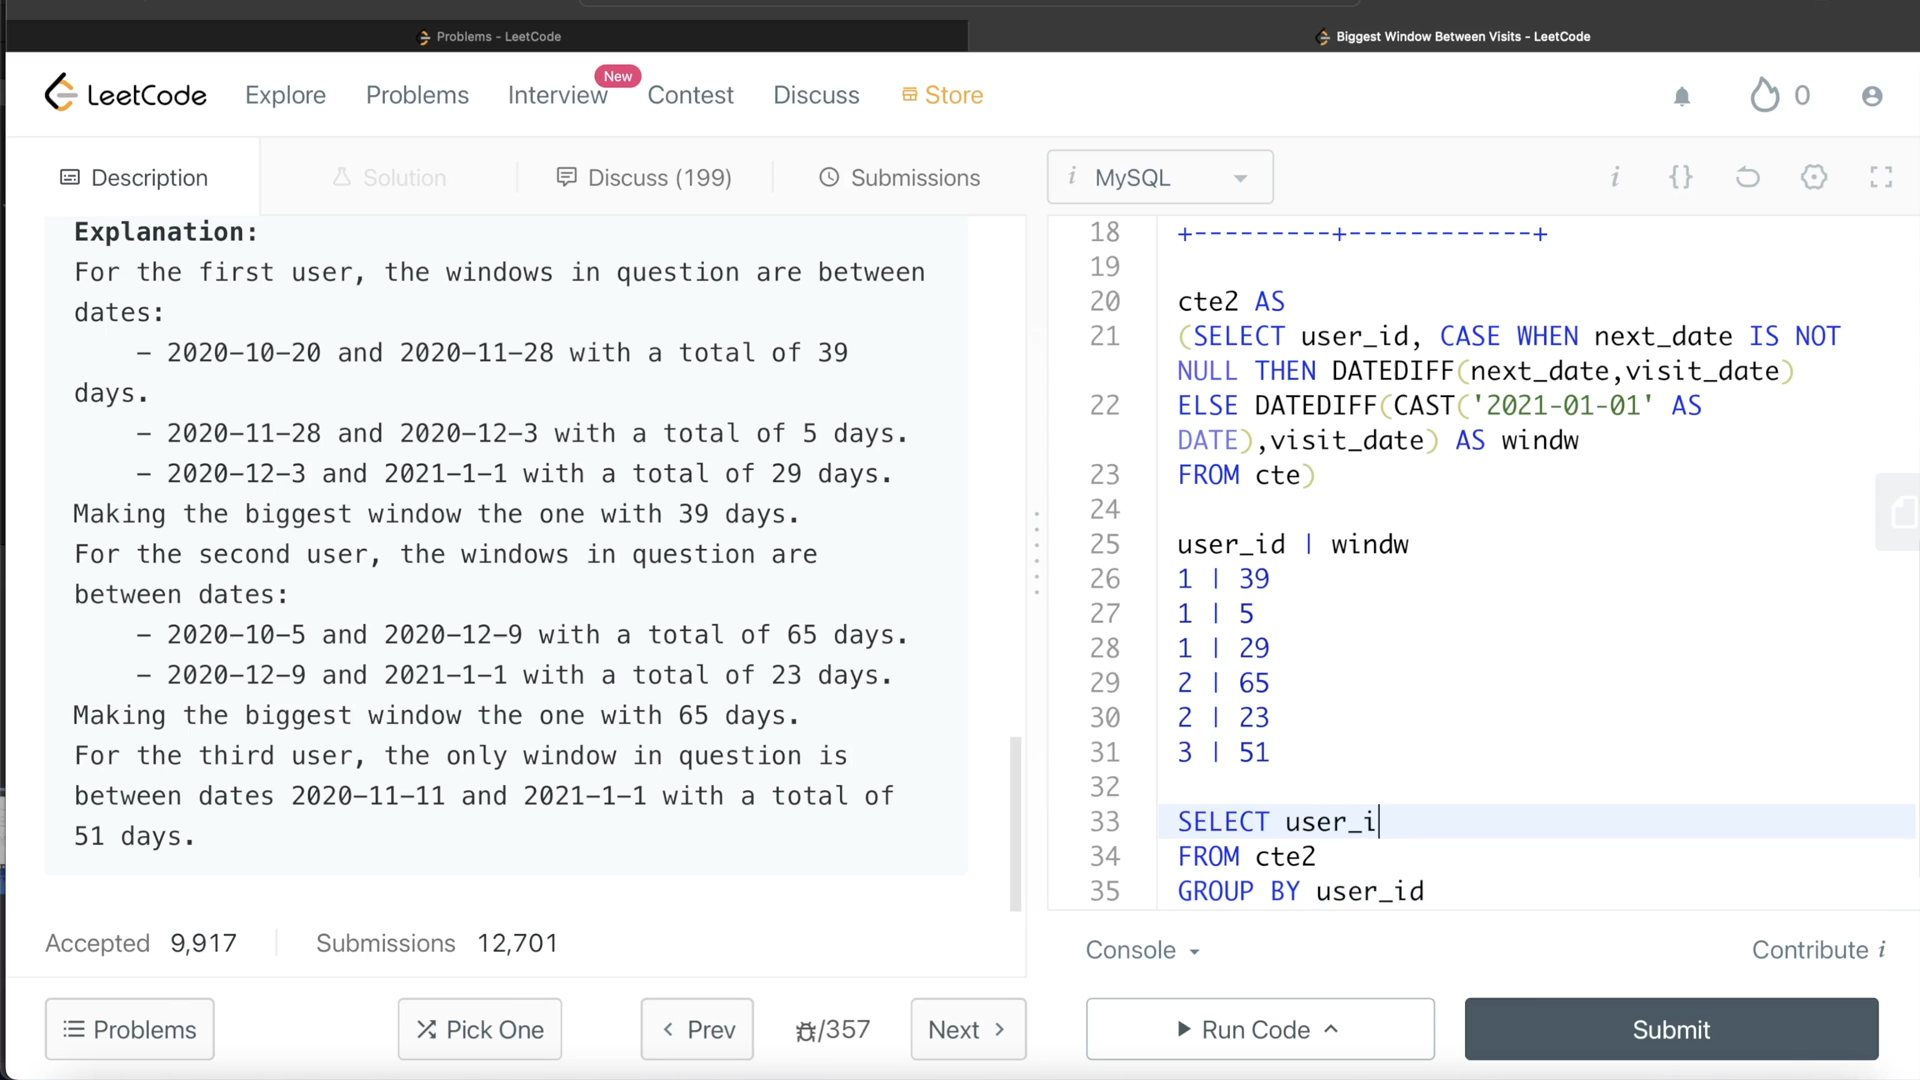 Problems - LeetCode
Biggest Window Between Visits - LeetCode
LeetCode
Explore
Problems
Interview
New
Contest
Discuss
Store
0
Description
Solution
Discuss (199)
Submissions
i MySQL
i {}
Explanation:
For the first user, the windows in question are between
dates:
- 2020-10-20 and 2020-11-28 with a total of 39
days.
- 2020-11-28 and 2020-12-3 with a total of 5 days.
- 2020-12-3 and 2021-1-1 with a total of 29 days.
Making the biggest window the one with 39 days.
For the second user, the windows in question are
between dates:
- 2020-10-5 and 2020-12-9 with a total of 65 days.
- 2020-12-9 and 2021-1-1 with a total of 23 days.
Making the biggest window the one with 65 days.
For the third user, the only window in question is
between dates 2020-11-11 and 2021-1-1 with a total of
51 days.
Accepted 9,917
Submissions 12,701
18 +---------+------------+
19
20 cte2 AS
21 (SELECT user_id, CASE WHEN next_date IS NOT
NULL THEN DATEDIFF(next_date,visit_date)
22 ELSE DATEDIFF(CAST('2021-01-01' AS
DATE),visit_date) AS windw
23 FROM cte)
24
25 user_id | windw
26 1 | 39
27 1 | 5
28 1 | 29
29 2 | 65
30 2 | 23
31 3 | 51
32
33 SELECT user_i
34 FROM cte2
35 GROUP BY user_id
Console
Contribute i
Problems
Pick One
Prev
/357
Next
Run Code
Submit